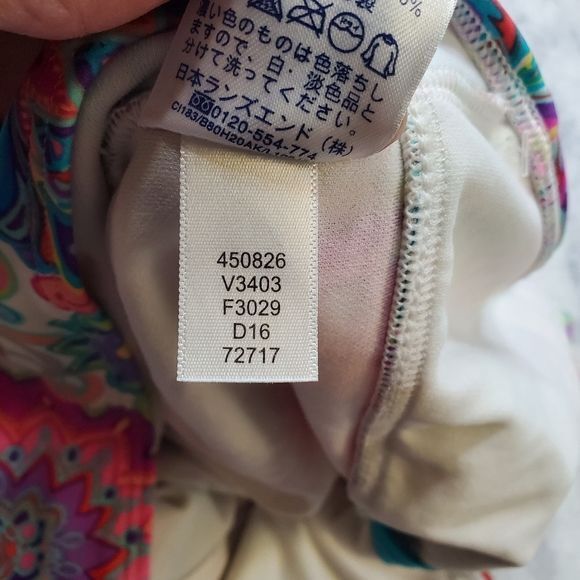 製
0%
濃い色のものは色落ちし
ますので、白、淡色品と
分けて洗ってください。
日本ランズエンド(株)
0120-554-774
450826
V3403
F3029
D16
72717